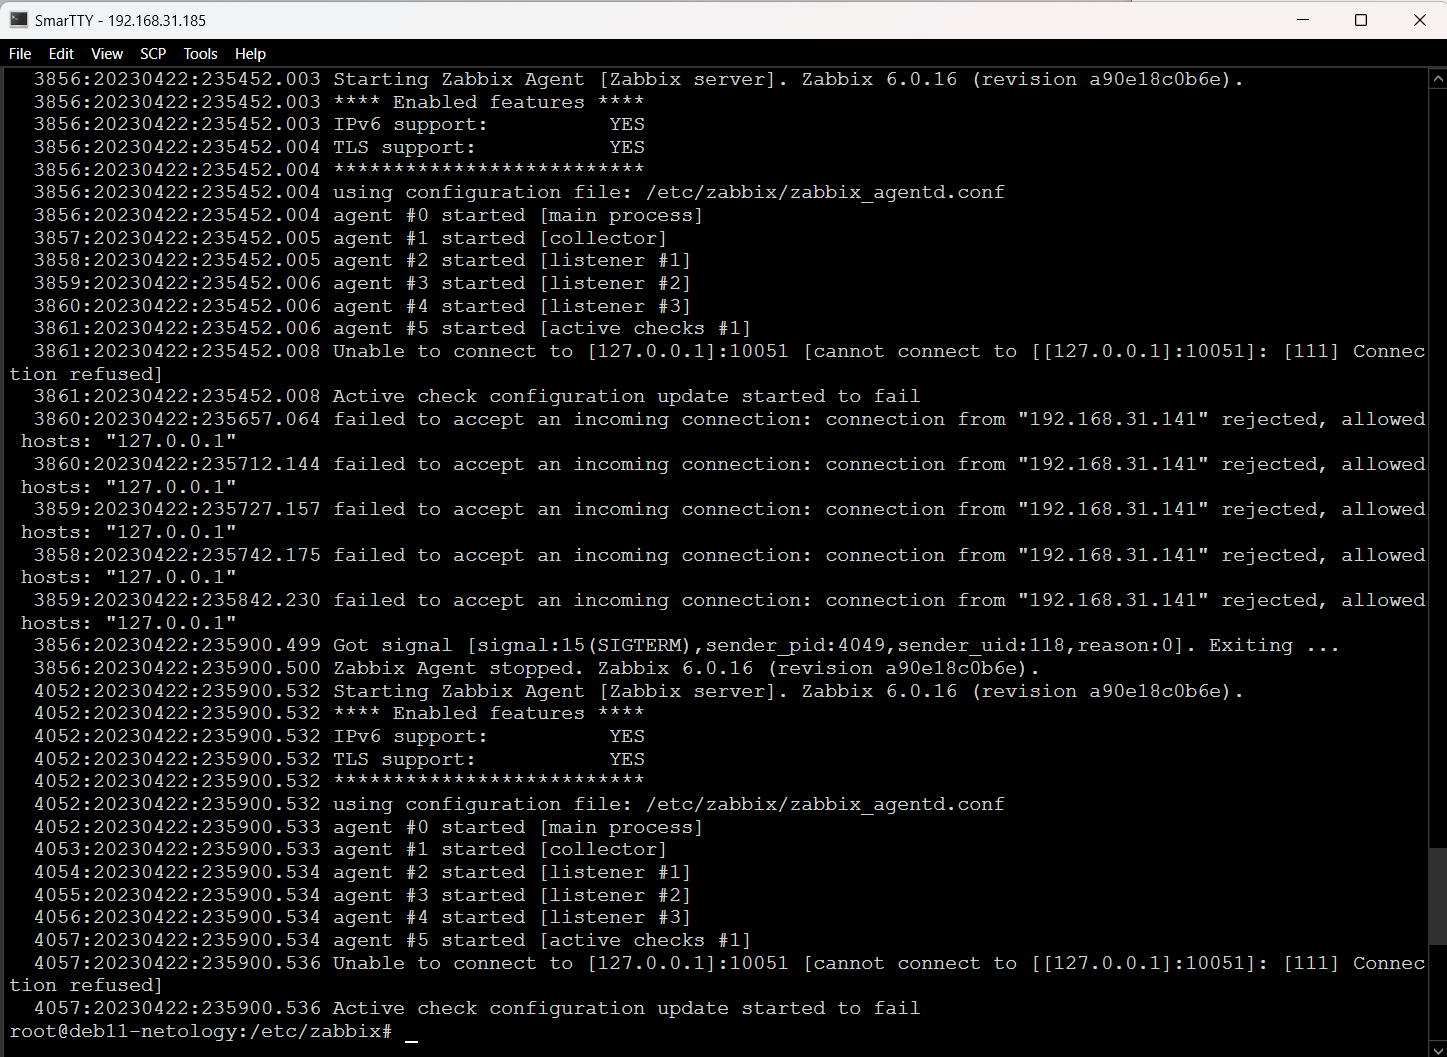 SmarTTY - 192.168.31.185
File Edit View SCP Tools Help
3856:20230422:235452.003 Starting Zabbix Agent [Zabbix server]. Zabbix 6.0.16 (revision a90e18c0b6e).
3856:20230422:235452.003 **** Enabled features ****
3856:20230422:235452.003 IPv6 support:          YES
3856:20230422:235452.004 TLS support:           YES
3856:20230422:235452.004 **************************
3856:20230422:235452.004 using configuration file: /etc/zabbix/zabbix_agentd.conf
3856:20230422:235452.004 agent #0 started [main process]
3857:20230422:235452.005 agent #1 started [collector]
3858:20230422:235452.005 agent #2 started [listener #1]
3859:20230422:235452.006 agent #3 started [listener #2]
3860:20230422:235452.006 agent #4 started [listener #3]
3861:20230422:235452.006 agent #5 started [active checks #1]
3861:20230422:235452.008 Unable to connect to [127.0.0.1]:10051 [cannot connect to [[127.0.0.1]:10051]: [111] Connec
tion refused]
3861:20230422:235452.008 Active check configuration update started to fail
3860:20230422:235657.064 failed to accept an incoming connection: connection from "192.168.31.141" rejected, allowed
hosts: "127.0.0.1"
3860:20230422:235712.144 failed to accept an incoming connection: connection from "192.168.31.141" rejected, allowed
hosts: "127.0.0.1"
3859:20230422:235727.157 failed to accept an incoming connection: connection from "192.168.31.141" rejected, allowed
hosts: "127.0.0.1"
3858:20230422:235742.175 failed to accept an incoming connection: connection from "192.168.31.141" rejected, allowed
hosts: "127.0.0.1"
3859:20230422:235842.230 failed to accept an incoming connection: connection from "192.168.31.141" rejected, allowed
hosts: "127.0.0.1"
3856:20230422:235900.499 Got signal [signal:15(SIGTERM),sender_pid:4049,sender_uid:118,reason:0]. Exiting ...
3856:20230422:235900.500 Zabbix Agent stopped. Zabbix 6.0.16 (revision a90e18c0b6e).
4052:20230422:235900.532 Starting Zabbix Agent [Zabbix server]. Zabbix 6.0.16 (revision a90e18c0b6e).
4052:20230422:235900.532 **** Enabled features ****
4052:20230422:235900.532 IPv6 support:          YES
4052:20230422:235900.532 TLS support:           YES
4052:20230422:235900.532 **************************
4052:20230422:235900.532 using configuration file: /etc/zabbix/zabbix_agentd.conf
4052:20230422:235900.533 agent #0 started [main process]
4053:20230422:235900.533 agent #1 started [collector]
4054:20230422:235900.534 agent #2 started [listener #1]
4055:20230422:235900.534 agent #3 started [listener #2]
4056:20230422:235900.534 agent #4 started [listener #3]
4057:20230422:235900.534 agent #5 started [active checks #1]
4057:20230422:235900.536 Unable to connect to [127.0.0.1]:10051 [cannot connect to [[127.0.0.1]:10051]: [111] Connec
tion refused]
4057:20230422:235900.536 Active check configuration update started to fail
root@deb11-netology:/etc/zabbix# _